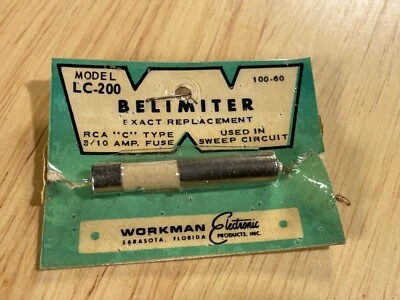 MODEL
LC-200
100-60
BELIMITER
EXACT REPLACEMENT
RCA "C" TYPE USED IN
3/10 AMP. FUSE SWEEP CIRCUIT
WORKMAN Electronic
SARASOTA, FLORIDA PRODUCTS, INC.